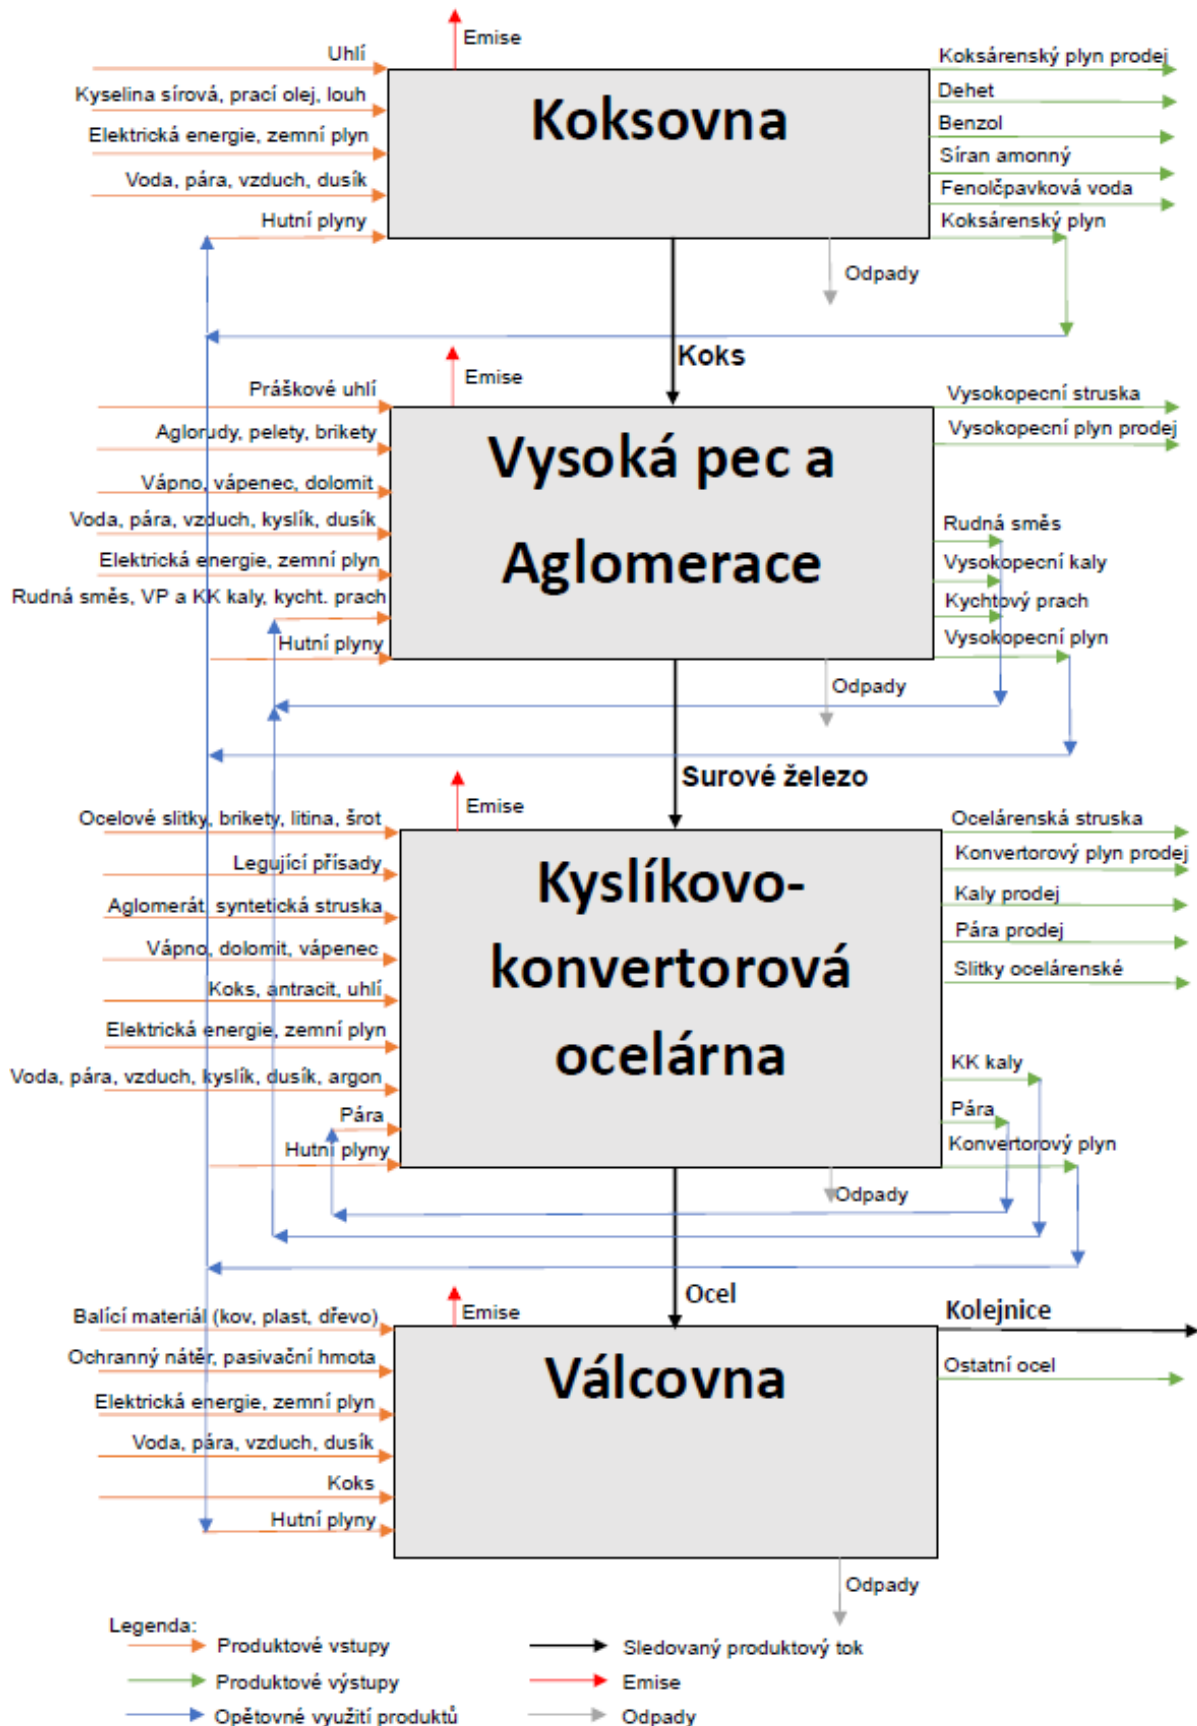 Emise
Uhlí
Kyselina sírová, prací olej, louh
Elektrická energie, zemní plyn
Voda, pára, vzduch, dusík
Hutní plyny
Koksovna
Koksárenský plyn prodej
Dehet
Benzol
Síran amonný
Fenolčpavková voda
Koksárenský plyn
Odpady
Koks
Emise
Práškové uhlí
Aglorudy, pelety, brikety
Vápno, vápenec, dolomit
Voda, pára, vzduch, kyslík, dusík
Elektrická energie, zemní plyn
Rudná směs, VP a KK kaly, kycht. prach
Hutní plyny
Vysoká pec a
Aglomerace
Vysokopecní struska
Vysokopecní plyn prodej
Rudná směs
Vysokopecní kaly
Kychtový prach
Vysokopecní plyn
Odpady
Surové železo
Emise
Ocelové slitky, brikety, litina, šrot
Legující přísady
Aglomerát, syntetická struska
Vápno, dolomit, vápenec
Koks, antracit, uhlí
Elektrická energie, zemní plyn
Voda, pára, vzduch, kyslík, dusík, argon
Pára
Hutní plyny
Kyslíkovo-
konvertorová
ocelárna
Ocelárenská struska
Konvertorový plyn prodej
Kaly prodej
Pára prodej
Slitky ocelárenské
KK kaly
Pára
Konvertorový plyn
Odpady
Ocel
Emise
Balící materiál (kov, plast, dřevo)
Ochranný nátěr, pasivační hmota
Elektrická energie, zemní plyn
Voda, pára, vzduch, dusík
Koks
Hutní plyny
Válcovna
Kolejnice
Ostatní ocel
Odpady
Legenda:
Produktové vstupy
Sledovaný produktový tok
Produktové výstupy
Emise
Opětovné využití produktů
Odpady